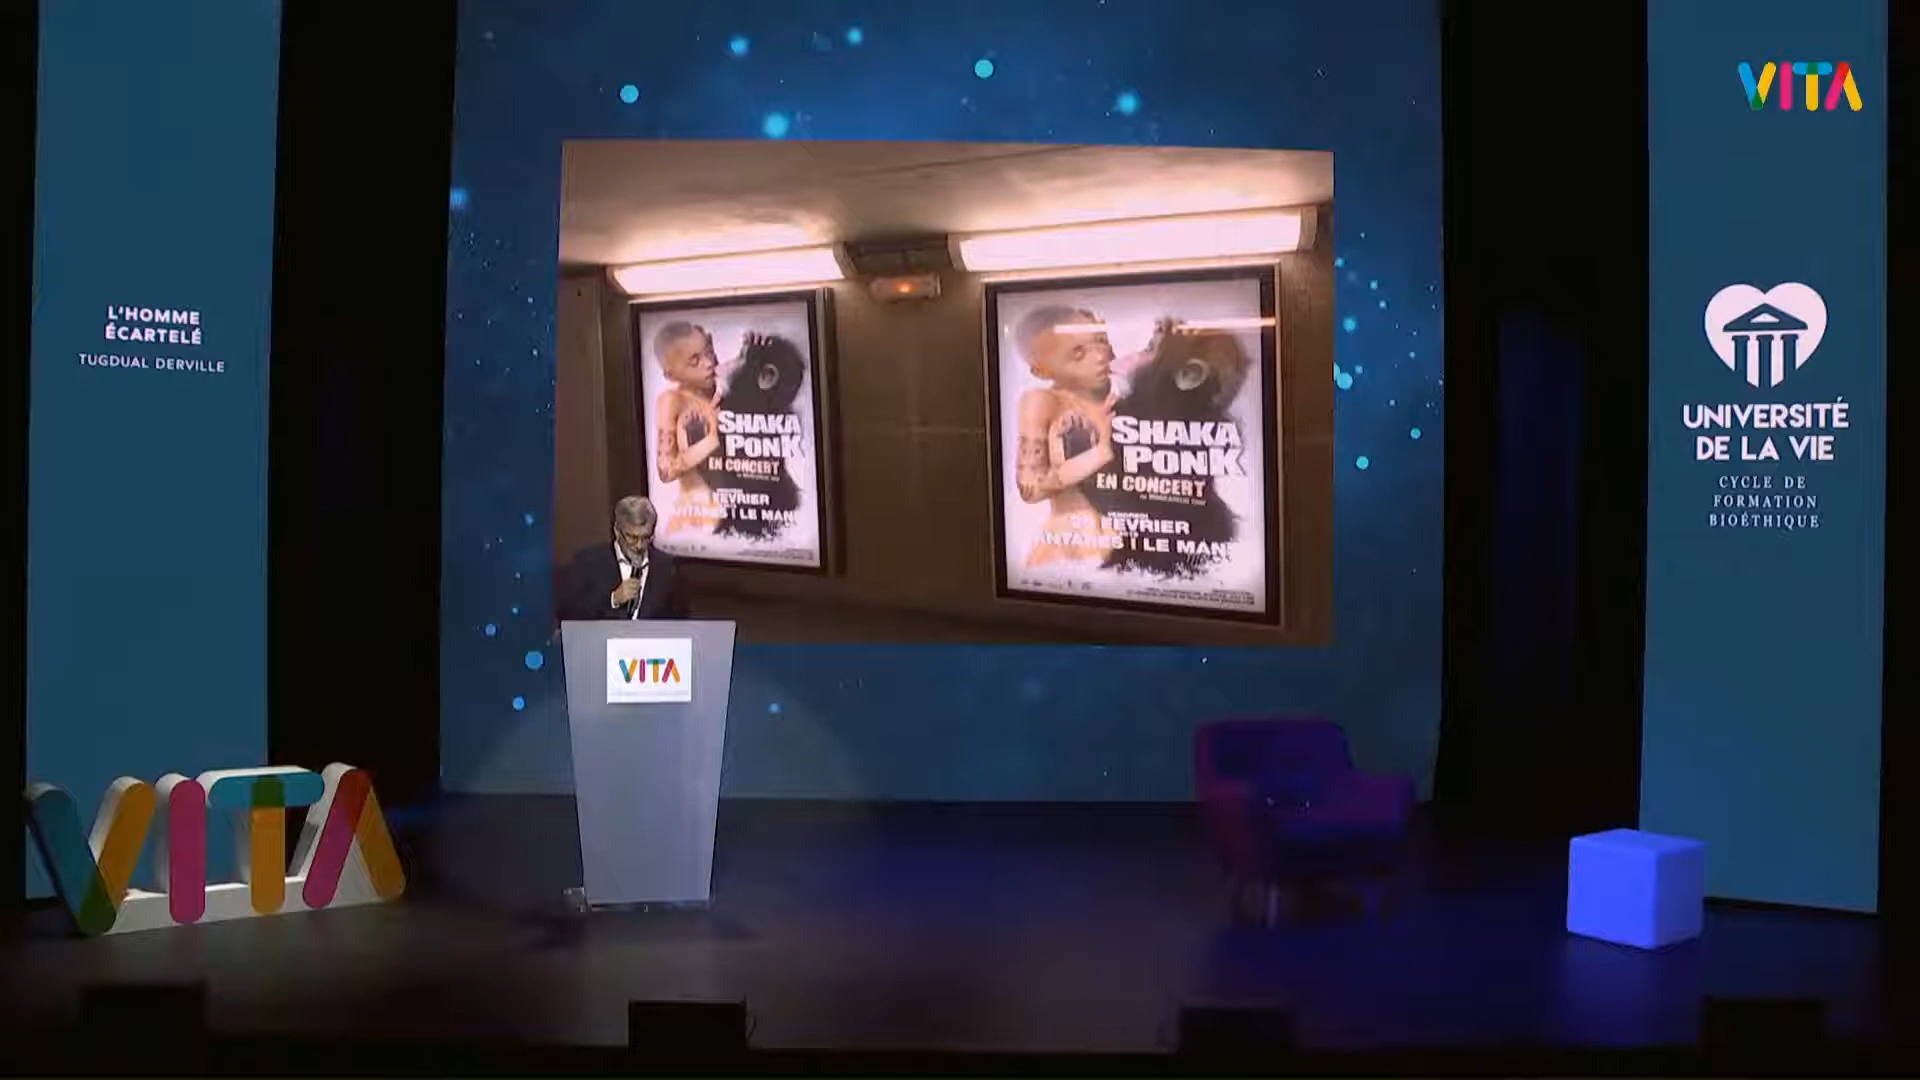 VITA
L'HOMME
ÉCARTELÉ
TUGDUAL DERVILLE
SHAKA
PONK
EN CONCERT
FEVRIER
LE MANS
SHAKA
PONK
EN CONCERT
VENDREDI
FEVRIER
ANTARES | LE MANS
UNIVERSITÉ
DE LA VIE
CYCLE DE
FORMATION
BIOÉTHIQUE
VITA
VITA